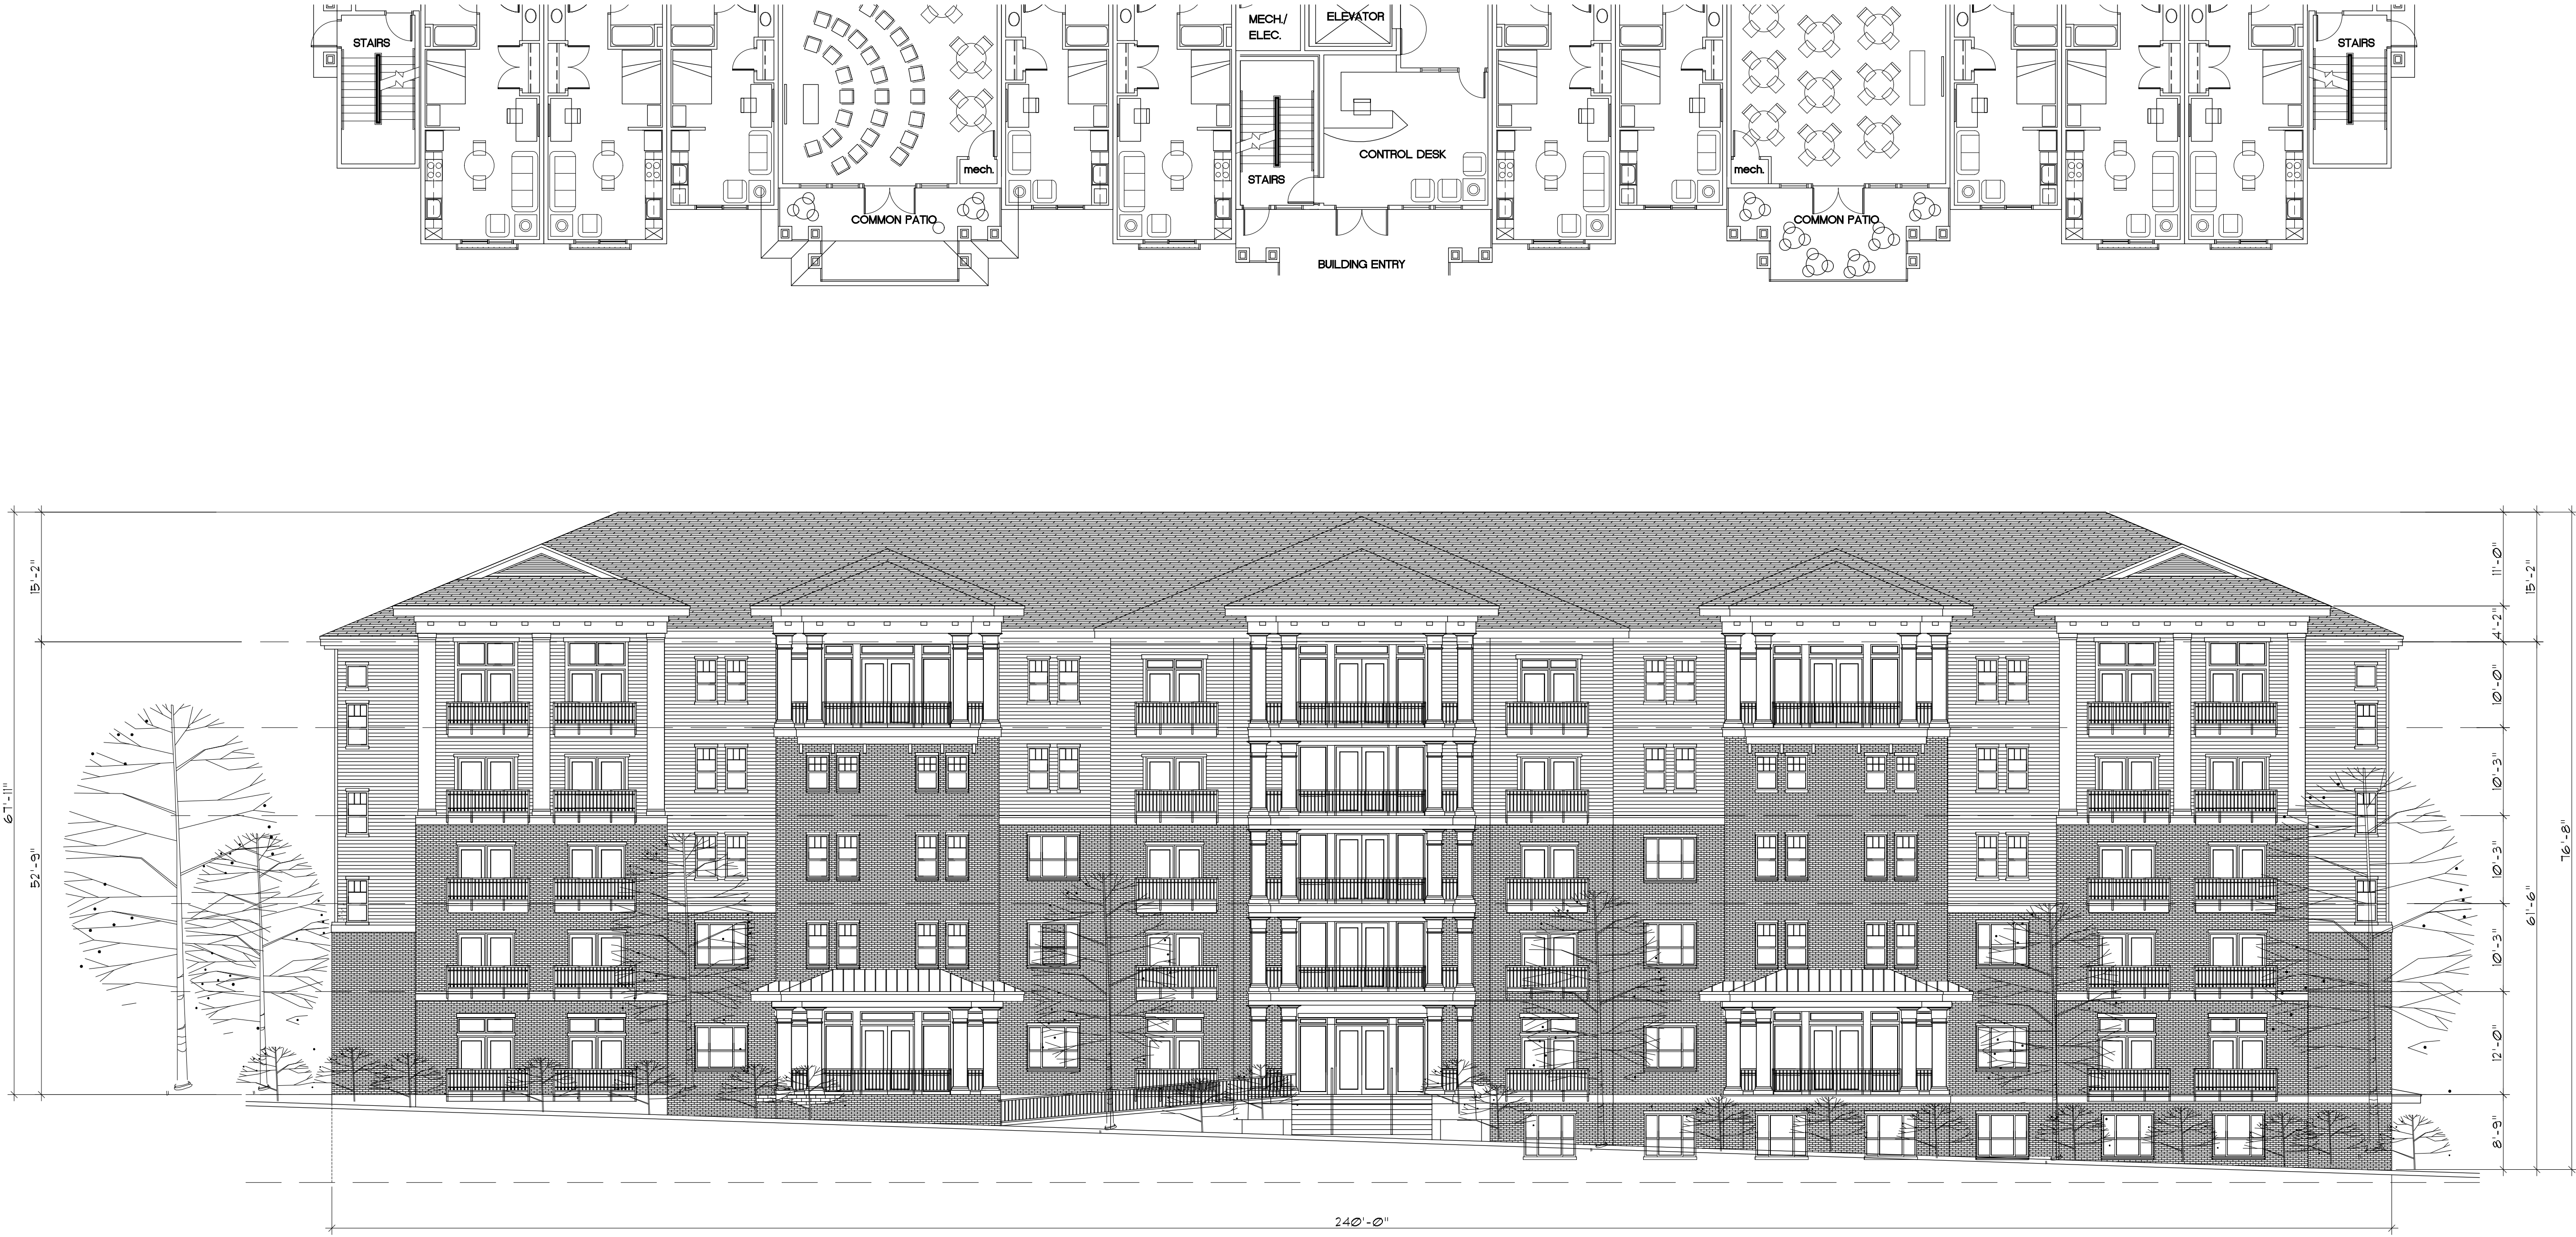 MECH./
ELEC.
ELEVATOR
STAIRS
STAIRS
CONTROL DESK
mech.
STAIRS
mech.
COMMON PATIO
COMMON PATIO
BUILDING ENTRY
15'-2"
11'-0"
15'-2"
4'-2"
10'-0"
10'-3"
67'-11"
52'-9"
10'-3"
76'-8"
61'-6"
10'-3"
12'-0"
8'-9"
240'-0"